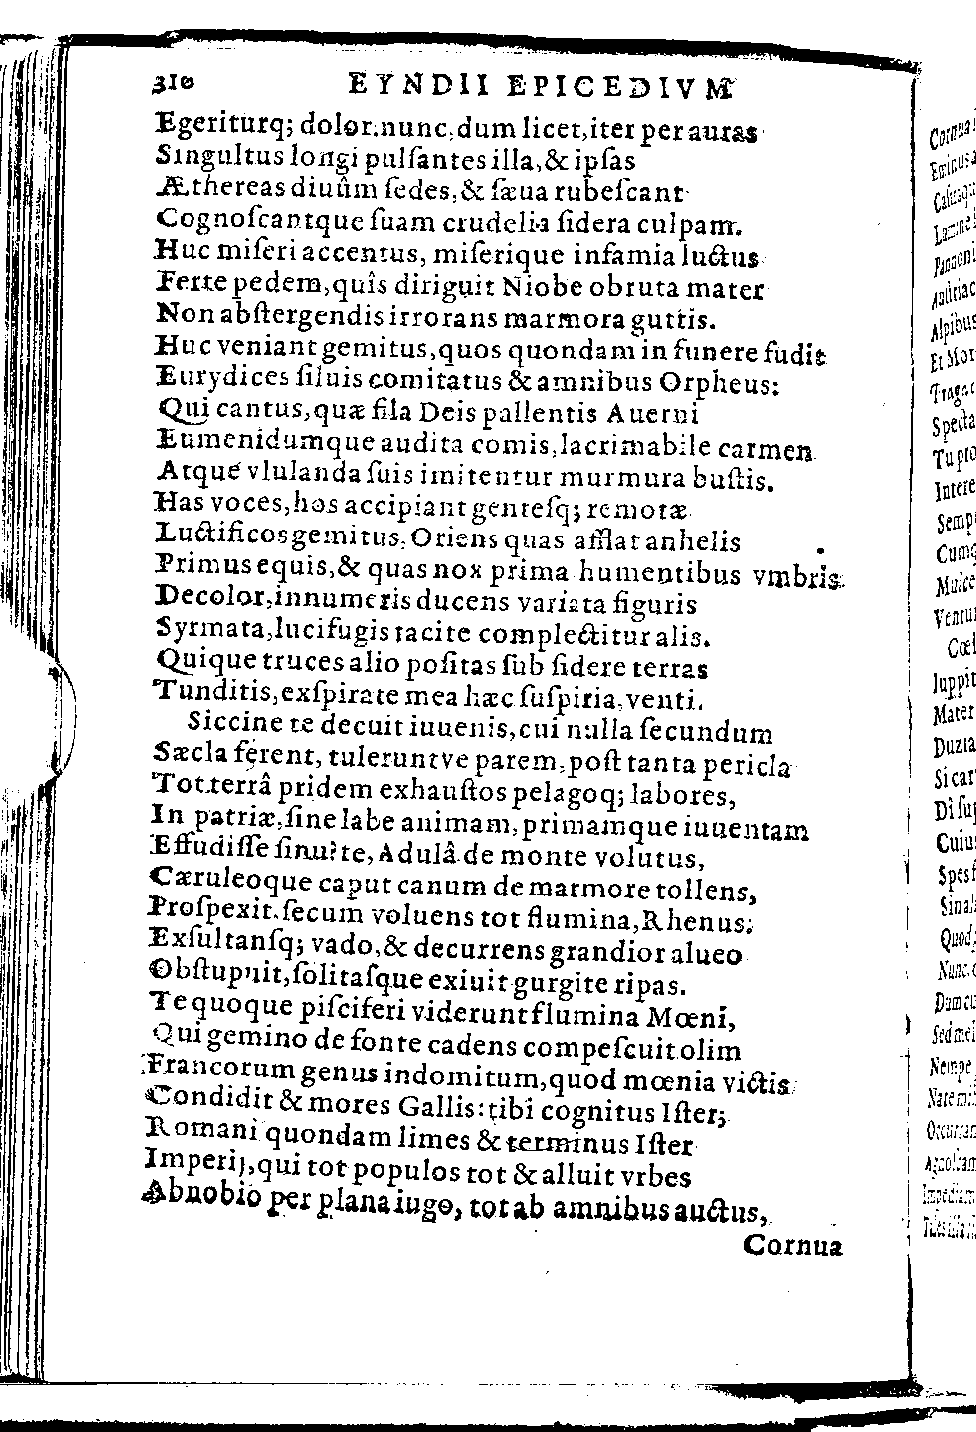 310 EYNDII EPICEDIVM
Egeriturq; dolor. nunc, dum licet, iter per auras
Singultus longi pulſantes illa, & ipſas
Æthereas diuûm ſedes, & ſæua rubeſcant
Cognoſcantque ſuam crudelia ſidera culpam.
Huc miſeri accentus, miſerique infamia luctus
Ferte pedem, quîs diriguit Niobe obruta mater
Non abſtergendis irrorans marmora guttis.
Huc veniant gemitus, quos quondam in funere fudit
Eurydices ſiluis comitatus & amnibus Orpheus:
Qui cantus, quæ fila Deis pallentis Auerni
Eumenidumque audita comis, lacrimabile carmen
Atque vlulanda ſuis imitentur murmura buſtis.
Has voces, hos accipiant genteſq; remotæ
Luctificos gemitus, Oriens quas afflat anhelis
Primus equis, & quas nox prima humentibus vmbris
Decolor, innumeris ducens variata figuris
Syrmata, lucifugis tacite complectitur alis.
Quique truces alio poſitas ſub ſidere terras
Tunditis, exſpirate mea hæc ſuſpiria, venti.
Siccine te decuit iuuenis, cui nulla ſecundum
Sæcla ferent, tuleruntve parem, poſt tanta pericla
Tot terrâ pridem exhauſtos pelagoq; labores,
In patriæ, ſine labe animam, primamque iuuentam
Effudiſſe ſinu? te, Adulâ de monte volutus,
Cæruleoque caput canum de marmore tollens,
Proſpexit ſecum voluens tot flumina, Rhenus;
Exſultanſq; vado, & decurrens grandior alueo
Obſtupuit, ſolitaſque exiuit gurgite ripas.
Te quoque piſciferi viderunt flumina Mœni,
Qui gemino de fonte cadens compeſcuit olim
Francorum genus indomitum, quod mœnia victis
Condidit & mores Gallis: tibi cognitus Iſter;
Romani quondam limes & terminus Iſter
Imperij, qui tot populos tot & alluit vrbes
Abnobio per plana iugo, tot ab amnibus auctus,
Cornua